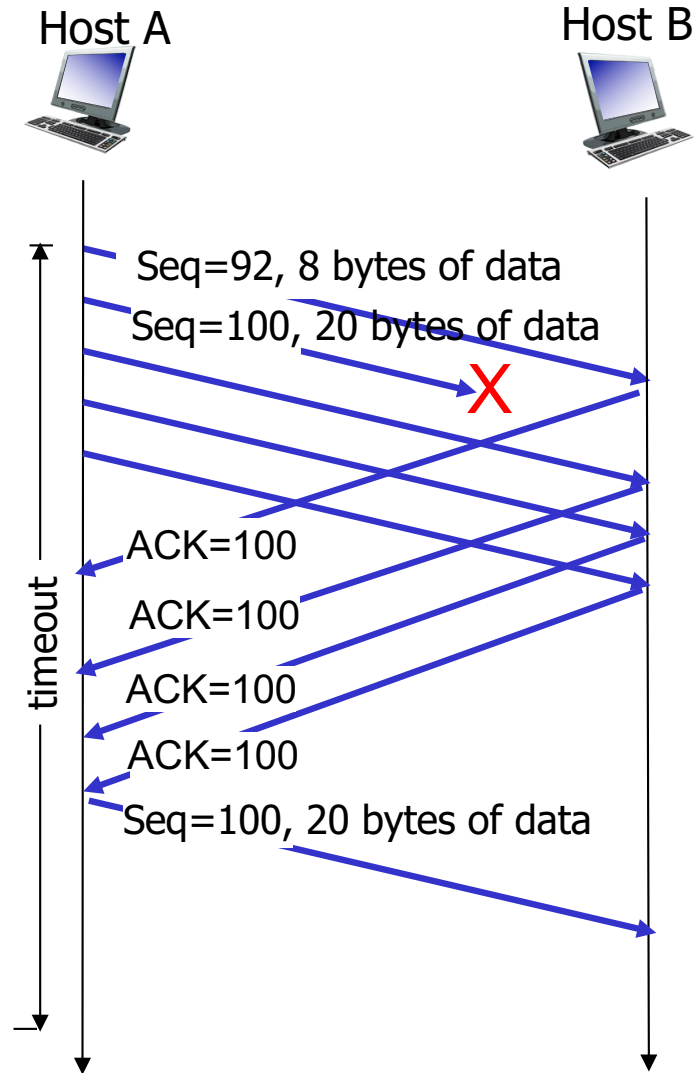 Host A
Host B
Seq=92, 8 bytes of data
Seq=100, 20 bytes of data
X
ACK=100
ACK=100
ACK=100
ACK=100
timeout
Seq=100, 20 bytes of data